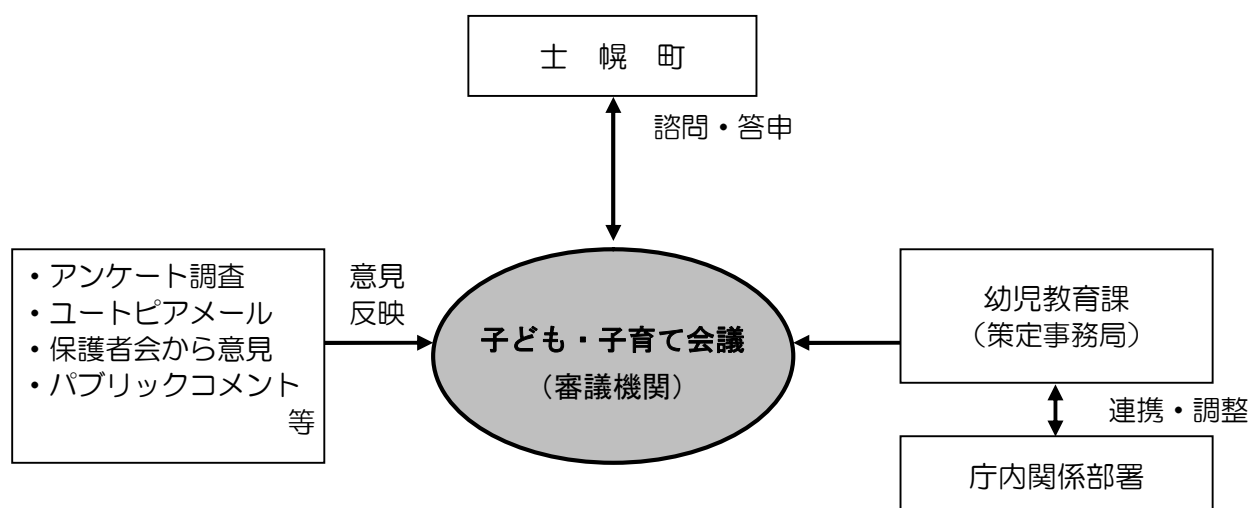 士 幌 町
諮問・答申
・アンケート調査
・ユートピアメール
・保護者会から意見
・パブリックコメント
等
意見
反映
子ども・子育て会議
（審議機関）
幼児教育課
（策定事務局）
連携・調整
庁内関係部署